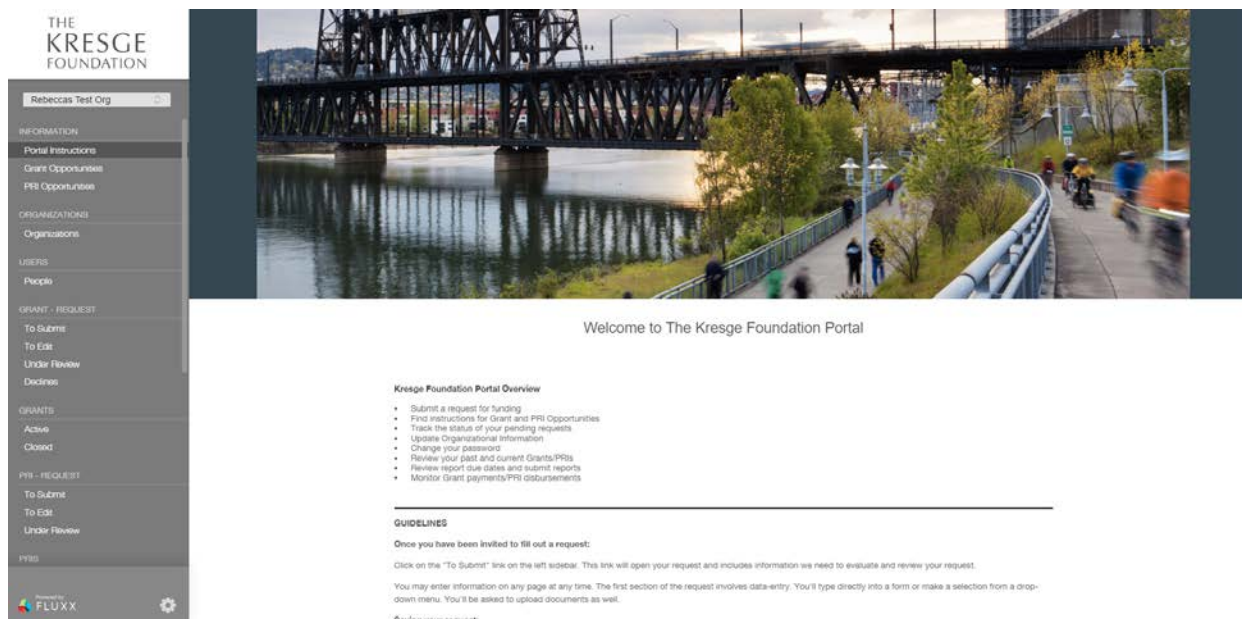 THE
KRESGE
FOUNDATION
Rebeccas Test Org
INFORMATION
Portal Instructions
Grant Opportunities
PRI Opportunities
ORGANIZATIONS
Organizations
USERS
People
GRANT - REQUEST
To Submit
To Edit
Under Review
Declines
GRANTS
Active
Closed
PRI - REQUEST
To Submit
To Edit
Under Review
PRIS
Powered by
FLUXX
Welcome to The Kresge Foundation Portal
Kresge Foundation Portal Overview
• Submit a request for funding
• Find instructions for Grant and PRI Opportunities
• Track the status of your pending requests
• Update Organizational Information
• Change your password
• Review your past and current Grants/PRIs
• Review report due dates and submit reports
• Monitor Grant payments/PRI disbursements
GUIDELINES
Once you have been invited to fill out a request:
Click on the "To Submit" link on the left sidebar. This link will open your request and includes information we need to evaluate and review your request.
You may enter information on any page at any time. The first section of the request involves data-entry. You'll type directly into a form or make a selection from a drop-
down menu. You'll be asked to upload documents as well.